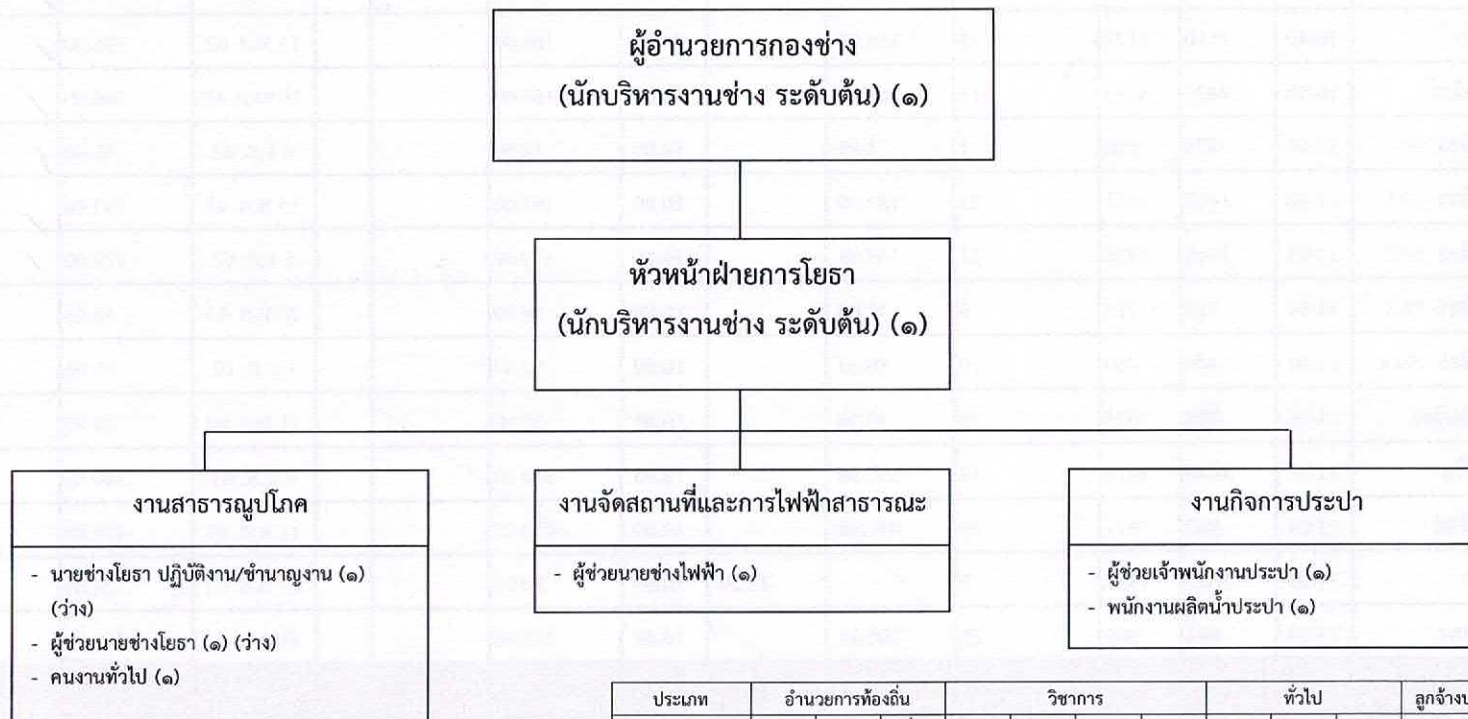 ผู้อำนวยการกองช่าง
(นักบริหารงานช่าง ระดับต้น) (๑)
หัวหน้าฝ่ายการโยธา
(นักบริหารงานช่าง ระดับต้น) (๑)
งานสาธารณูปโภค
- นายช่างโยธา ปฏิบัติงาน/ชำนาญงาน (๑)
(ว่าง)
- ผู้ช่วยนายช่างโยธา (๑) (ว่าง)
- คนงานทั่วไป (๑)
งานจัดสถานที่และการไฟฟ้าสาธารณะ
- ผู้ช่วยนายช่างไฟฟ้า (๑)
งานกิจการประปา
- ผู้ช่วยเจ้าพนักงานประปา (๑)
- พนักงานผลิตน้ำประปา (๑)
ประเภท อำนวยการท้องถิ่น วิชาการ ทั่วไป